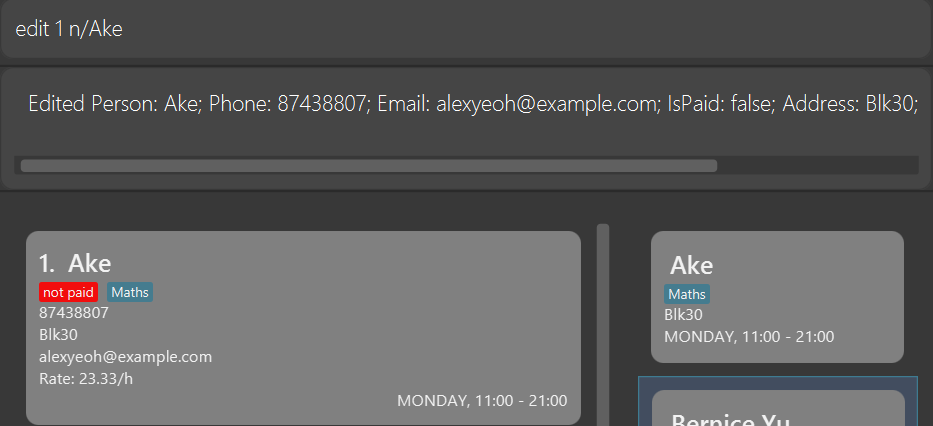 edit 1 n/Ake
Edited Person: Ake; Phone: 87438807; Email: alexyeoh@example.com; IsPaid: false; Address: Blk30;
1. Ake
not paid Maths
87438807
Blk30
alexyeoh@example.com
Rate: 23.33/h
MONDAY, 11:00 - 21:00
Ake
Maths
Blk30
MONDAY, 11:00 - 21:00
Bernice Yu